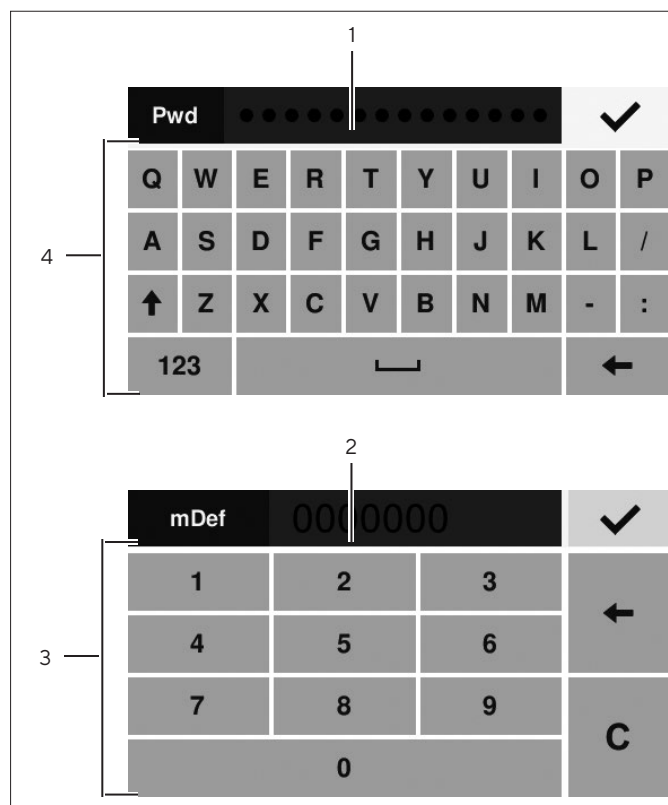 1
Pwd
Q W E R T Y U I O P
4
A S D F G H J K L /
Z X C V B N M - :
123
2
mDef 0000000
1 2 3
4 5 6
3
7 8 9
C
0